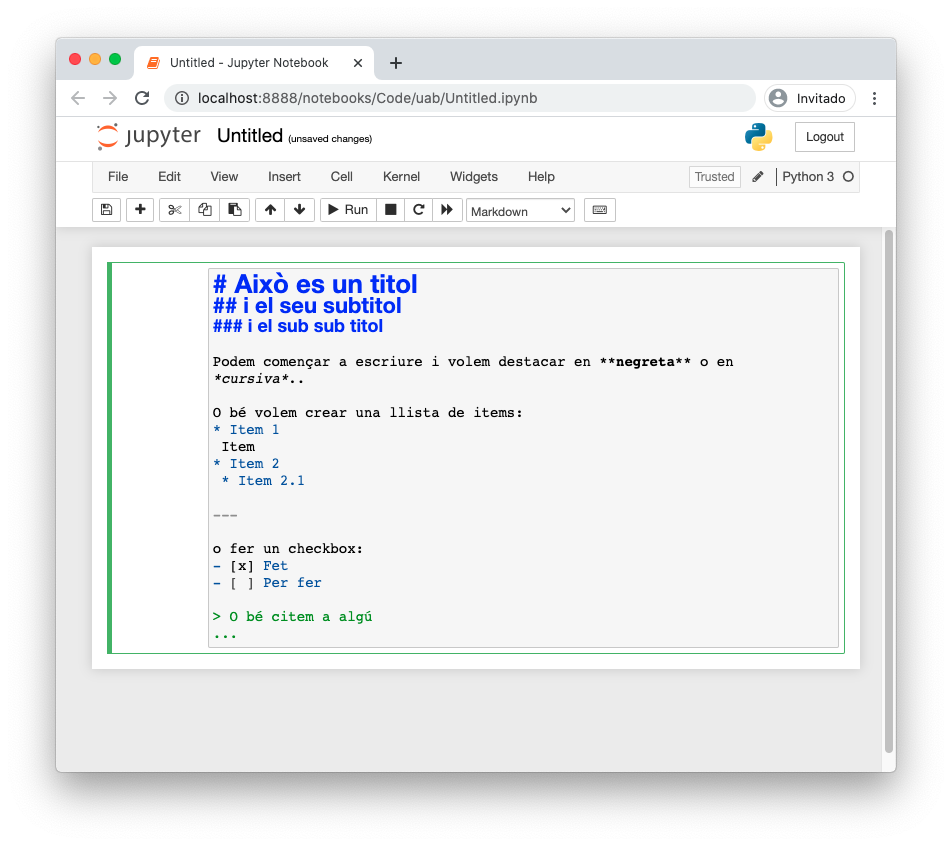 Untitled - Jupyter Notebook
localhost:8888/notebooks/Code/uab/Untitled.ipynb
Invitado
jupyter Untitled (unsaved changes)
Logout
File Edit View Insert Cell Kernel Widgets Help
Trusted
Python 3
Run
Markdown
# Això es un titol
## i el seu subtitol
### i el sub sub titol
Podem començar a escriure i volem destacar en **negreta** o en
*cursiva*..
O bé volem crear una llista de items:
* Item 1
Item
* Item 2
* Item 2.1
---
o fer un checkbox:
- [x] Fet
- [ ] Per fer
> O bé citem a algú
...